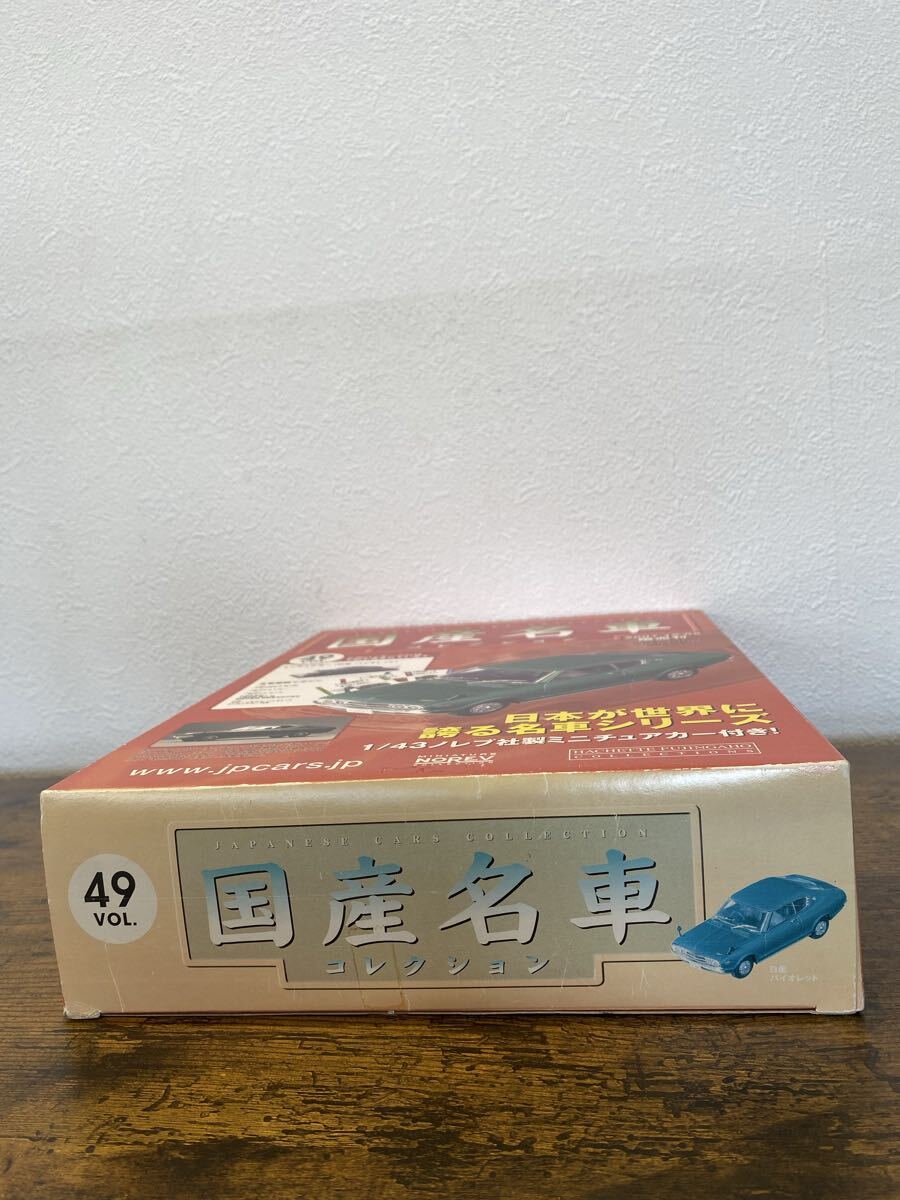 国産名車
49
日本が世界に
誇る名車シリーズ
1/43ノレブ社製ミニチュアカー付き!
www.jpcars.jp
NOREV
HACHETTE FUJINGAHO
COLLECTIONS
JAPANESE CARS COLLECTION
49
VOL.
国産名車
コレクション
日産
バイオレット